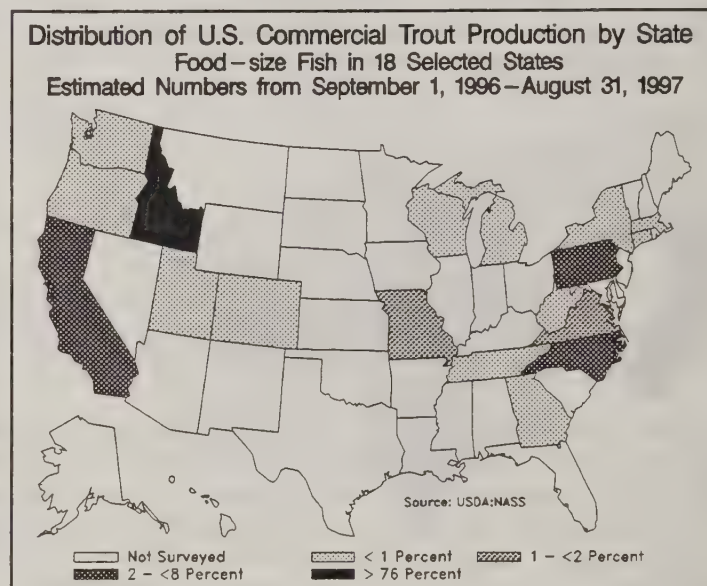 Distribution of U.S. Commercial Trout Production by State
Food-size Fish in 18 Selected States
Estimated Numbers from September 1, 1996-August 31, 1997
Source: USDA:NASS
Not Surveyed
< 1 Percent
1 - <2 Percent
2 - <8 Percent
> 76 Percent